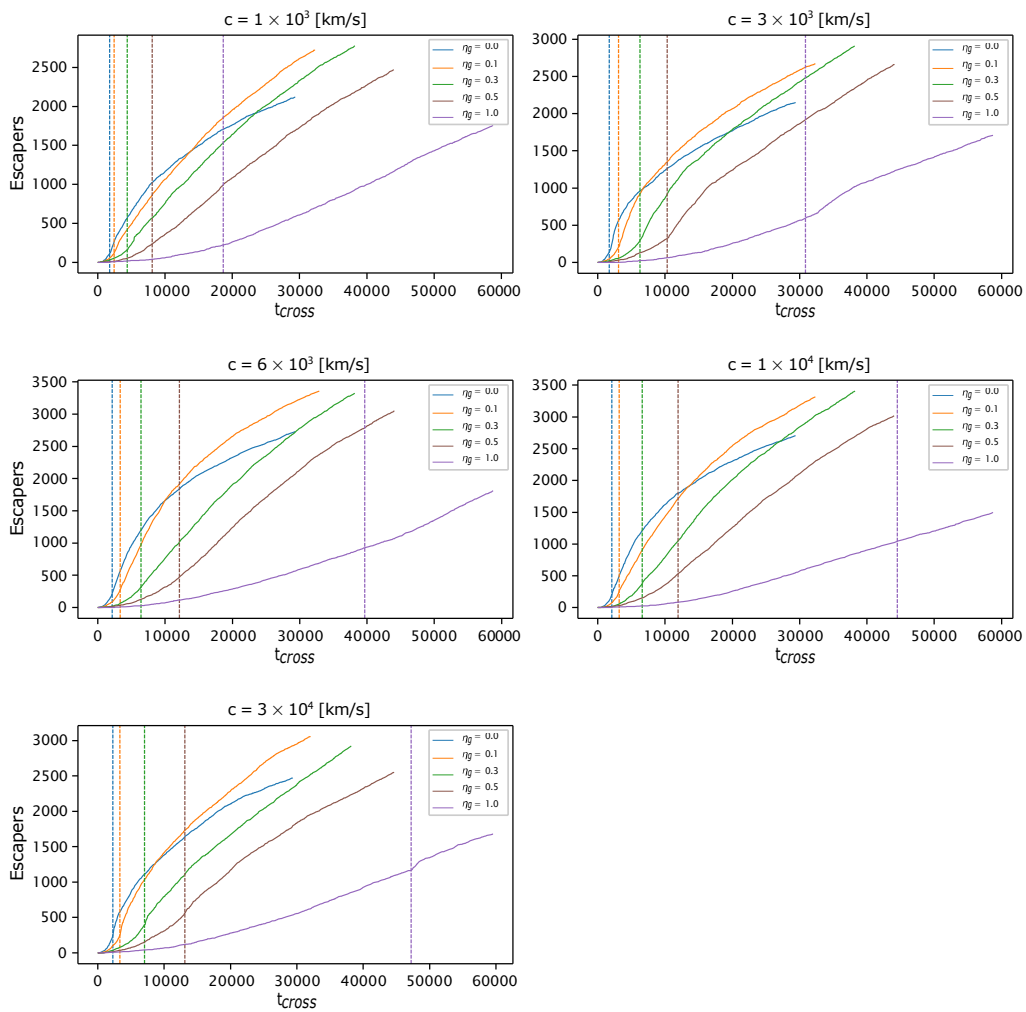 c = 1 × 10³ [km/s]
Escapers
2500
2000
1500
1000
500
0
η_g = 0.0
η_g = 0.1
η_g = 0.3
η_g = 0.5
η_g = 1.0
0 10000 20000 30000 40000 50000 60000
t_cross
c = 3 × 10³ [km/s]
3000
2500
2000
1500
1000
500
0
η_g = 0.0
η_g = 0.1
η_g = 0.3
η_g = 0.5
η_g = 1.0
0 10000 20000 30000 40000 50000 60000
t_cross
c = 6 × 10³ [km/s]
Escapers
3500
3000
2500
2000
1500
1000
500
0
η_g = 0.0
η_g = 0.1
η_g = 0.3
η_g = 0.5
η_g = 1.0
0 10000 20000 30000 40000 50000 60000
t_cross
c = 1 × 10⁴ [km/s]
3500
3000
2500
2000
1500
1000
500
0
η_g = 0.0
η_g = 0.1
η_g = 0.3
η_g = 0.5
η_g = 1.0
0 10000 20000 30000 40000 50000 60000
t_cross
c = 3 × 10⁴ [km/s]
Escapers
3000
2500
2000
1500
1000
500
0
η_g = 0.0
η_g = 0.1
η_g = 0.3
η_g = 0.5
η_g = 1.0
0 10000 20000 30000 40000 50000 60000
t_cross